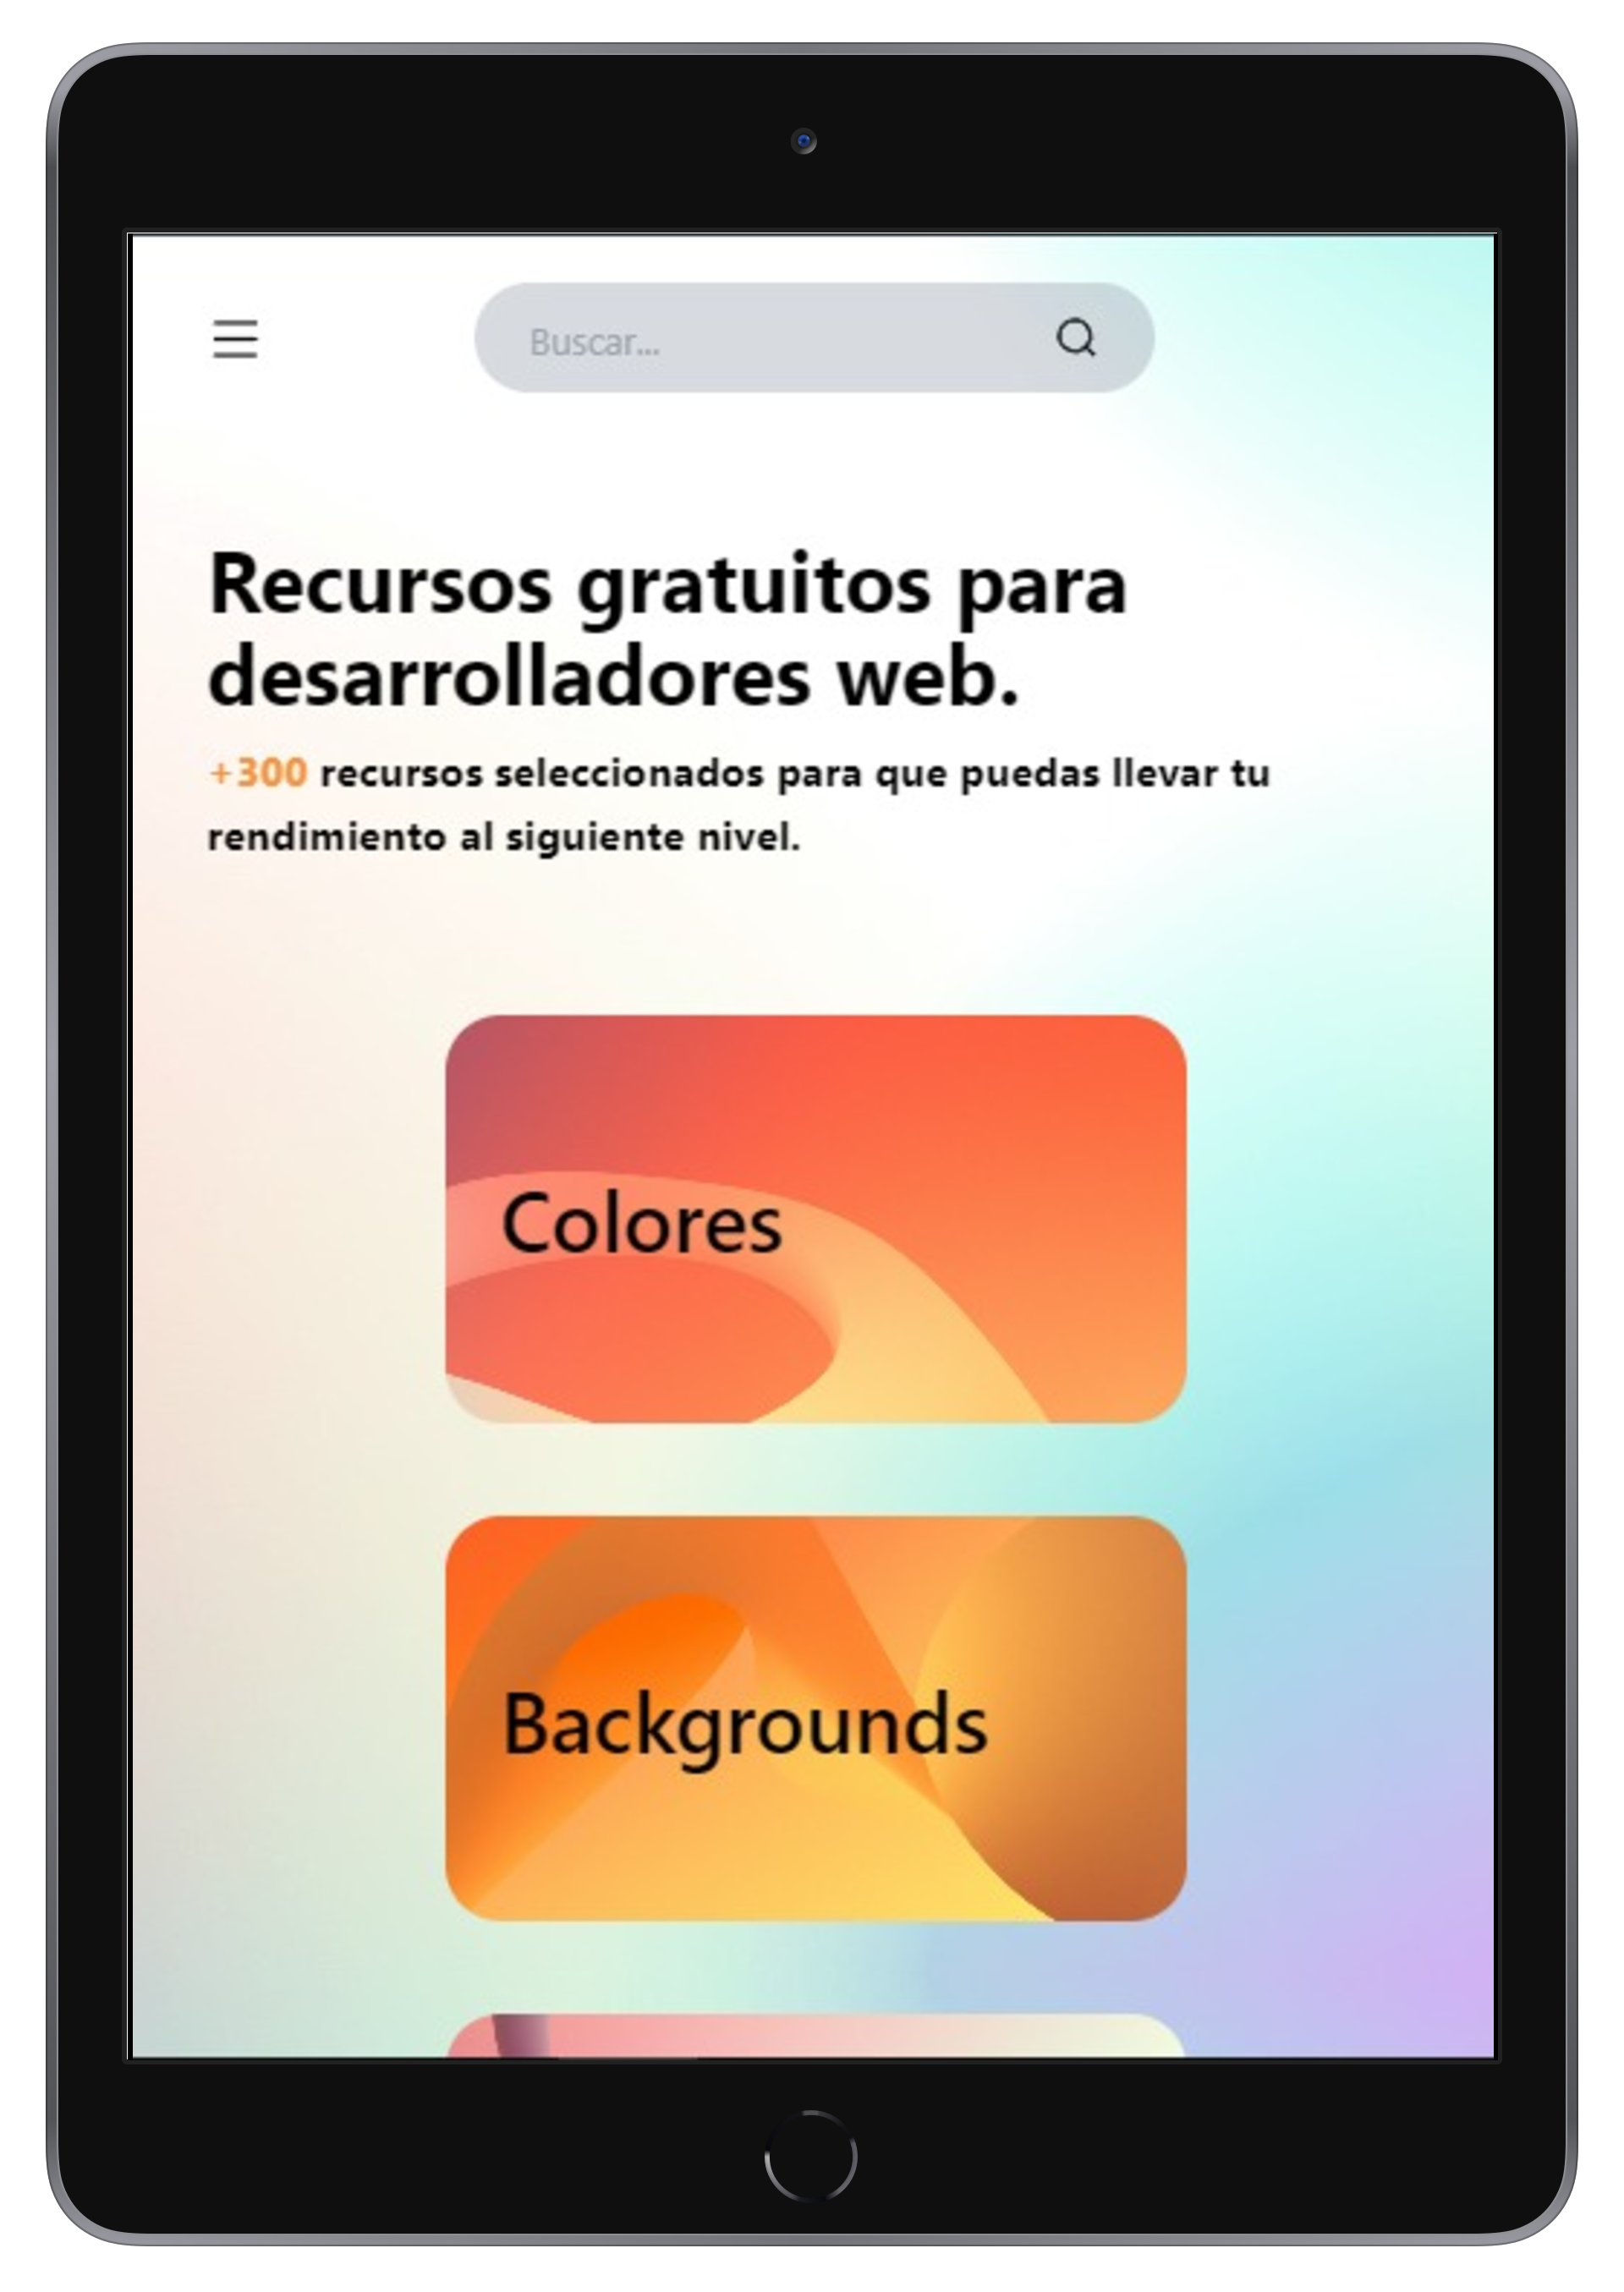 Buscar...
Recursos gratuitos para
desarrolladores web.
+300 recursos seleccionados para que puedas llevar tu
rendimiento al siguiente nivel.
Colores
Backgrounds